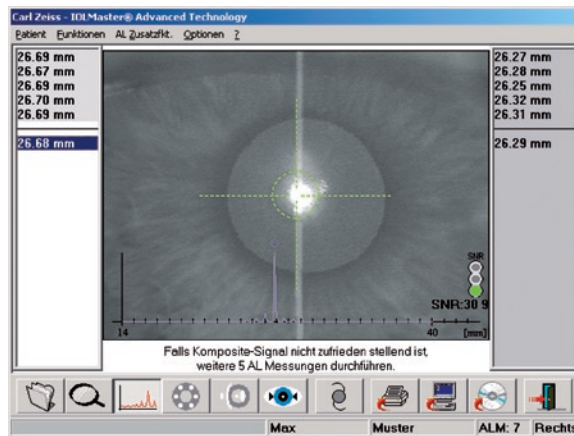 Carl Zeiss - IOLMaster® Advanced Technology
Patient Funktionen AL Zusatzfkt. Optionen ?
26.69 mm
26.67 mm
26.69 mm
26.70 mm
26.69 mm
26.68 mm
26.27 mm
26.28 mm
26.25 mm
26.32 mm
26.31 mm
26.29 mm
SNR
SNR:30 9
14 40 [mm]
Falls Komposite-Signal nicht zufrieden stellend ist,
weitere 5 AL Messungen durchführen.
Max Muster ALM: 7 Rechts